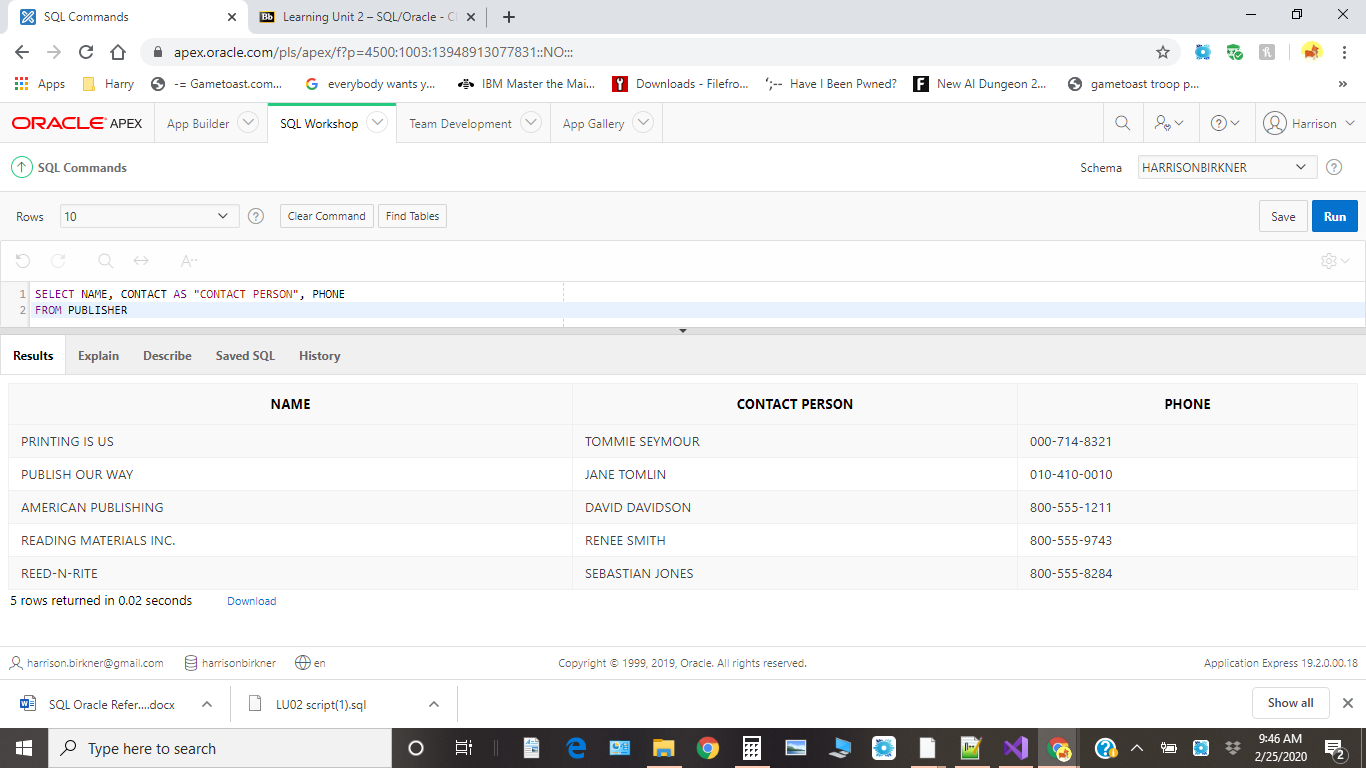 SQL Commands
Learning Unit 2 – SQL/Oracle - C
apex.oracle.com/pls/apex/f?p=4500:1003:13948913077831::NO:::
Apps Harry -= Gametoast.com... everybody wants y... IBM Master the Mai... Downloads - Filefro... Have I Been Pwned? New AI Dungeon 2... gametoast troop p... »
ORACLE APEX App Builder SQL Workshop Team Development App Gallery Harrison
SQL Commands Schema HARRISONBIRKNER
Rows 10 Clear Command Find Tables Save Run
1 SELECT NAME, CONTACT AS "CONTACT PERSON", PHONE
2 FROM PUBLISHER
Results Explain Describe Saved SQL History
NAME CONTACT PERSON PHONE
PRINTING IS US TOMMIE SEYMOUR 000-714-8321
PUBLISH OUR WAY JANE TOMLIN 010-410-0010
AMERICAN PUBLISHING DAVID DAVIDSON 800-555-1211
READING MATERIALS INC. RENEE SMITH 800-555-9743
REED-N-RITE SEBASTIAN JONES 800-555-8284
5 rows returned in 0.02 seconds Download
harrison.birkner@gmail.com harrisonbirkner en Copyright © 1999, 2019, Oracle. All rights reserved. Application Express 19.2.0.00.18
SQL Oracle Refer....docx LU02 script(1).sql Show all
Type here to search 9:46 AM
2/25/2020 2